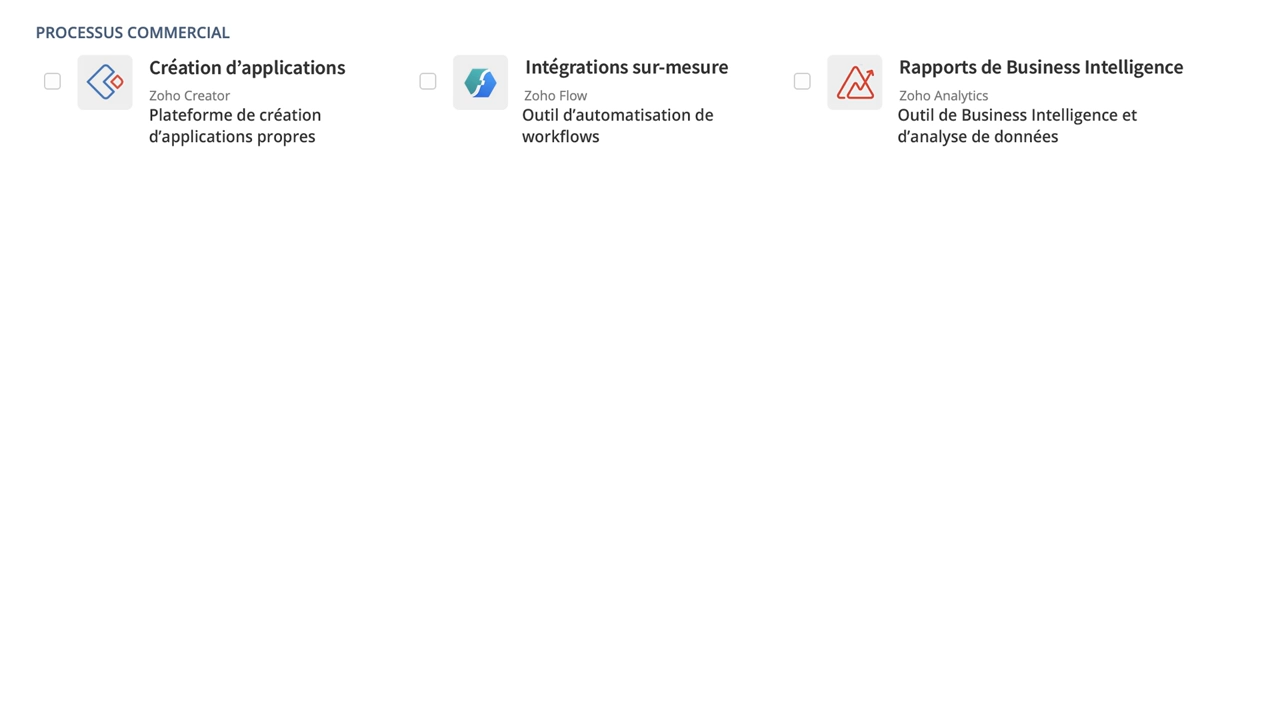 PROCESSUS COMMERCIAL
Création d’applications
Zoho Creator
Plateforme de création
d’applications propres
Intégrations sur-mesure
Zoho Flow
Outil d’automatisation de
workflows
Rapports de Business Intelligence
Zoho Analytics
Outil de Business Intelligence et
d’analyse de données